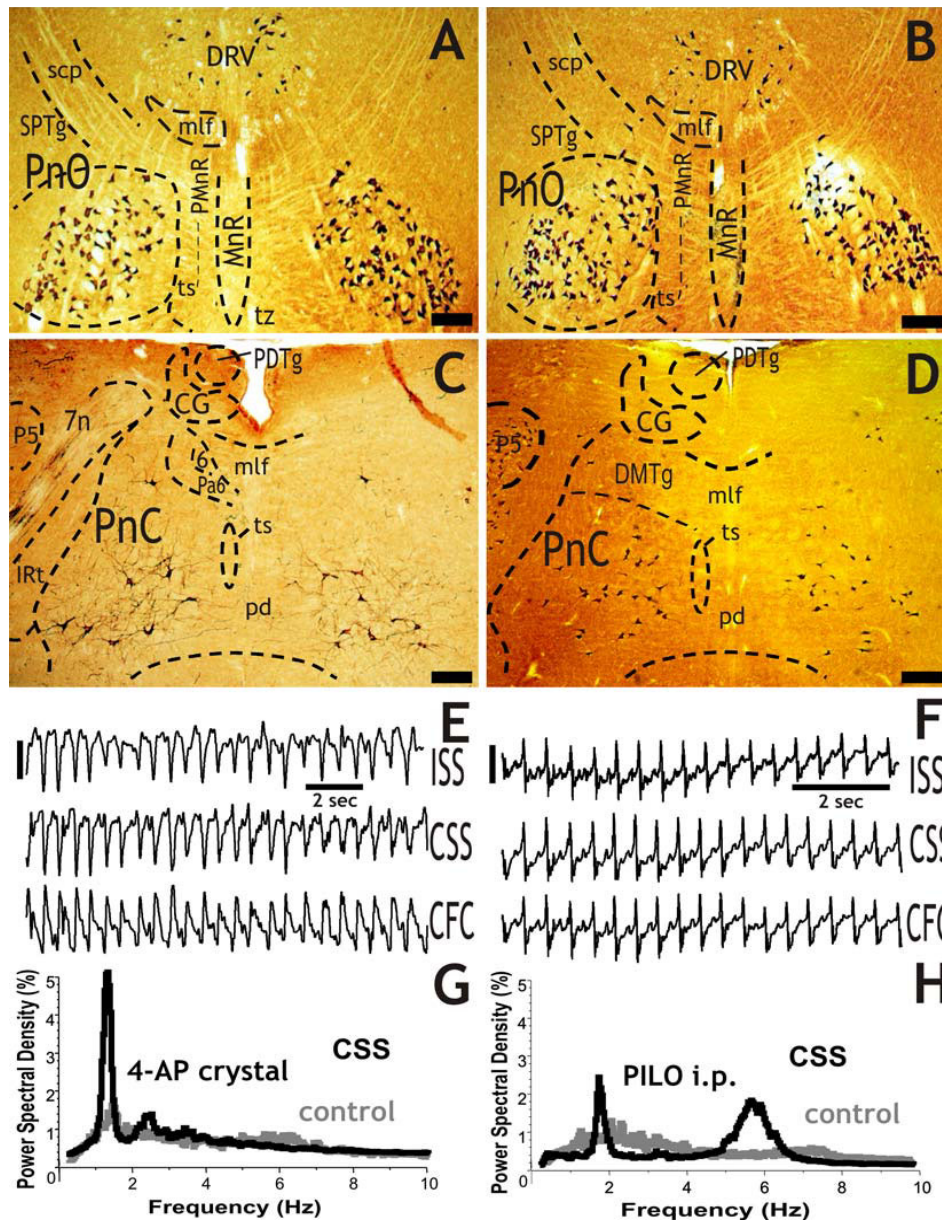 A
DRV
scp
mlf
SPTg
PnO
PMnR
MnR
ts
tz
B
DRV
scp
mlf
SPTg
PnO
PMnR
MnR
ts
tz
C
PDTg
7n
CG
P5
6
mlf
Pa6
PnC
ts
IRt
pd
D
PDTg
CG
P5
DMTg
mlf
PnC
ts
pd
E
ISS
2 sec
CSS
CFC
F
ISS
2 sec
CSS
CFC
G
Power Spectral Density (%)
5
4
3
2
1
0
CSS
4-AP crystal
control
2 4 6 8 10
Frequency (Hz)
H
Power Spectral Density (%)
5
4
3
2
1
0
CSS
PILO i.p.
control
2 4 6 8 10
Frequency (Hz)